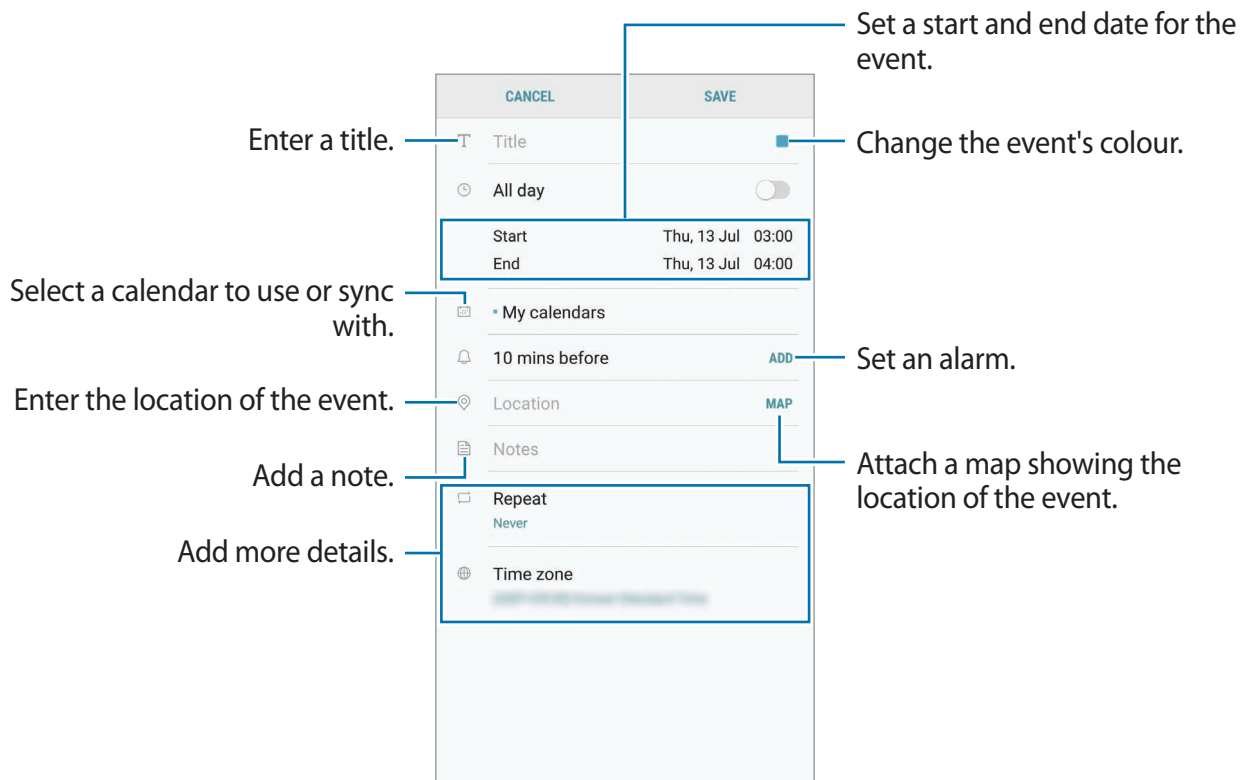 Set a start and end date for the
event.
CANCEL SAVE
Enter a title.
T Title
Change the event's colour.
All day
Start Thu, 13 Jul 03:00
End Thu, 13 Jul 04:00
Select a calendar to use or sync
with.
My calendars
10 mins before ADD
Set an alarm.
Enter the location of the event.
Location MAP
Notes
Add a note.
Attach a map showing the
location of the event.
Repeat
Never
Add more details.
Time zone